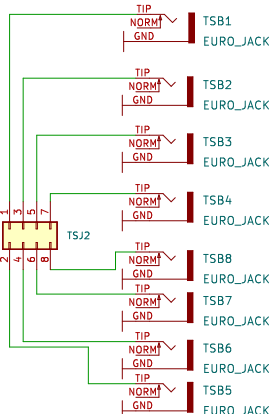 TIP
NORM
GND
TSB1
EURO_JACK
TIP
NORM
GND
TSB2
EURO_JACK
TIP
NORM
GND
TSB3
EURO_JACK
TIP
NORM
GND
TSB4
EURO_JACK
1 3 5 7
TSJ2
2 4 6 8
TIP
NORM
GND
TSB8
EURO_JACK
TIP
NORM
GND
TSB7
EURO_JACK
TIP
NORM
GND
TSB6
EURO_JACK
TIP
NORM
GND
TSB5
EURO_JACK